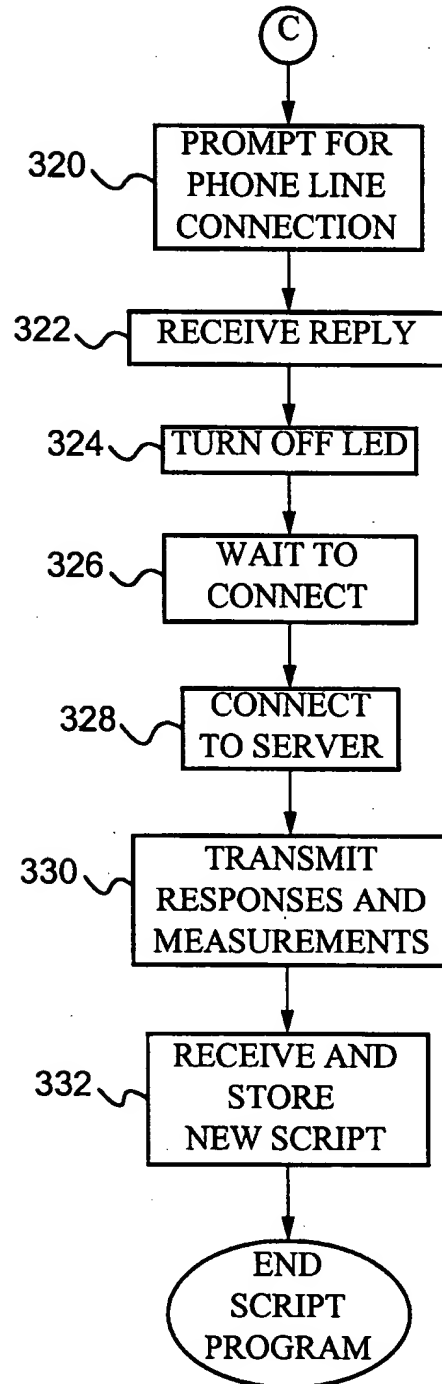 C
320
PROMPT FOR
PHONE LINE
CONNECTION
322
RECEIVE REPLY
324
TURN OFF LED
326
WAIT TO
CONNECT
328
CONNECT
TO SERVER
330
TRANSMIT
RESPONSES AND
MEASUREMENTS
332
RECEIVE AND
STORE
NEW SCRIPT
END
SCRIPT
PROGRAM